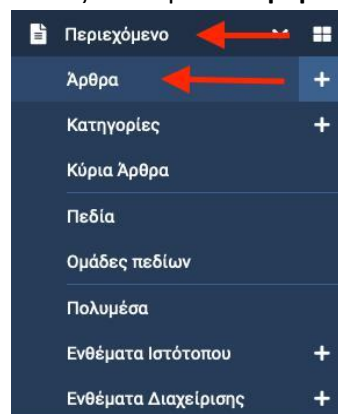 Περιεχόμενο
Άρθρα
Κατηγορίες
Κύρια Άρθρα
Πεδία
Ομάδες πεδίων
Πολυμέσα
Ενθέματα Ιστότοπου
Ενθέματα Διαχείρισης